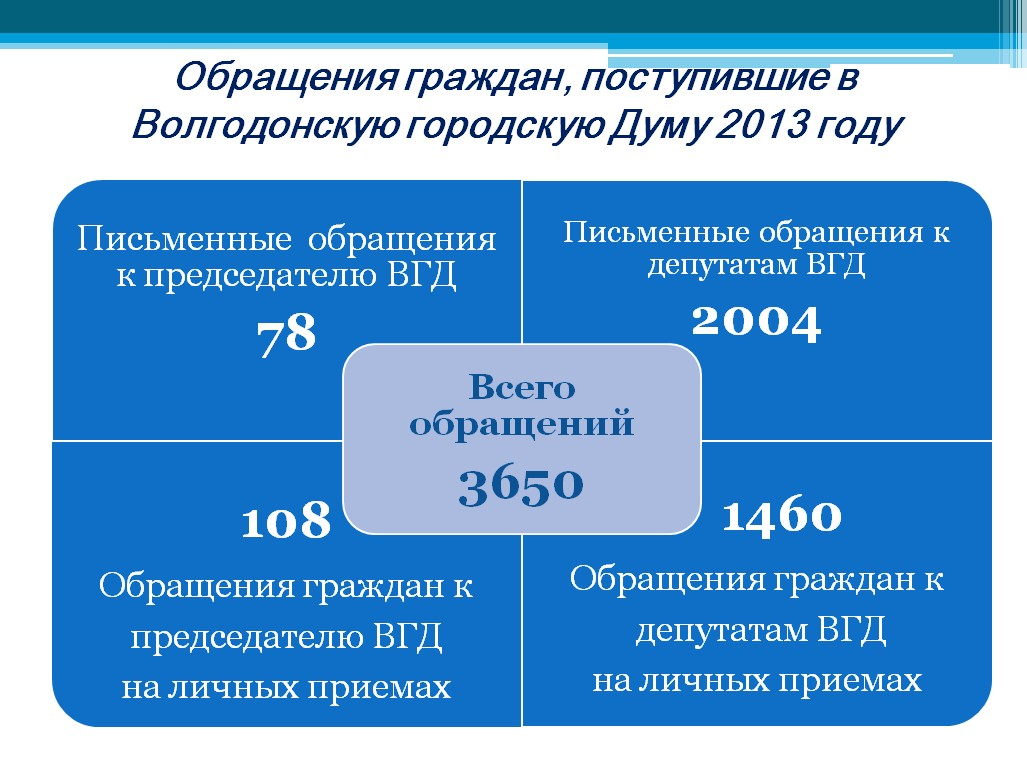 Обращения граждан, поступившие в
Волгодонскую городскую Думу 2013 году
Письменные обращения
к председателю ВГД
78
Письменные обращения к
депутатам ВГД
2004
Всего
обращений
3650
108
Обращения граждан к
председателю ВГД
на личных приемах
1460
Обращения граждан к
депутатам ВГД
на личных приемах